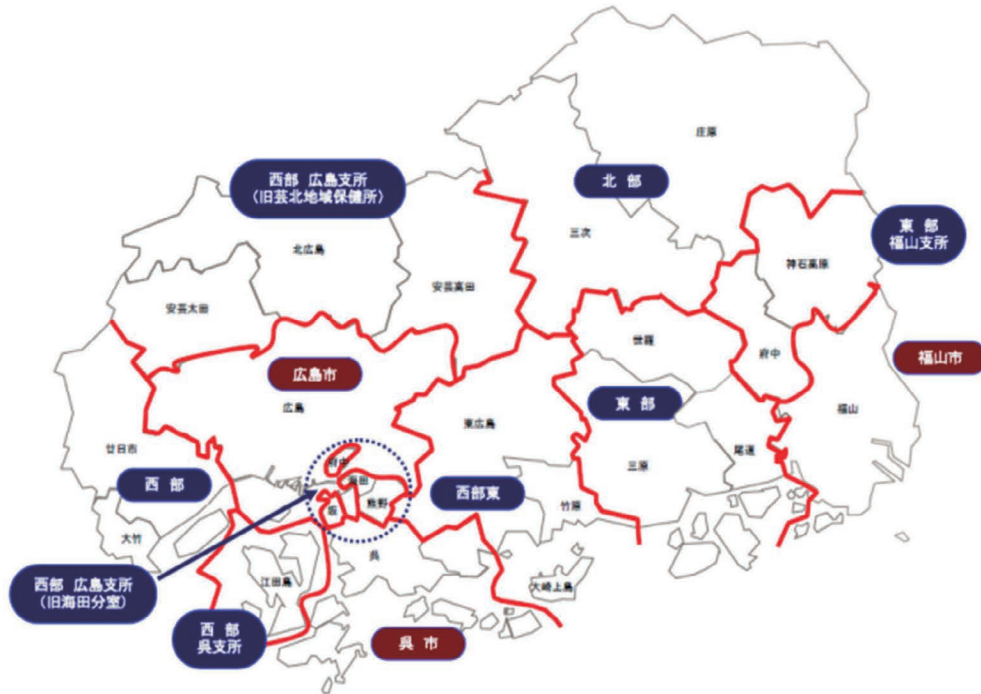 庄原
西部 広島支所
（旧芸北地域保健所）
北 部
東 部
福山支所
三次
北広島
神石高原
安芸高田
安芸太田
世羅
府中
福山市
広島市
東 部
福山
広島
東広島
尾道
廿日市
府中
三原
海田
西 部
西部東
熊野
坂
竹原
大竹
呉
西部 広島支所
（旧海田分室）
江田島
大崎上島
西 部
呉支所
呉 市